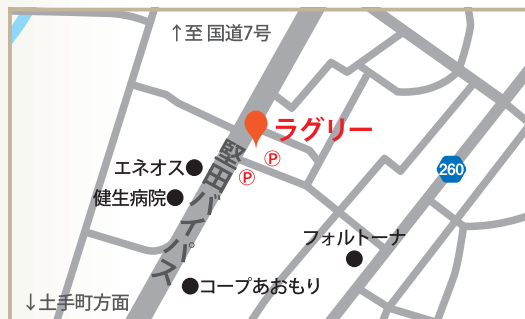 ↑至 国道7号
ラグリー
Ⓟ
Ⓟ
堅田バイパス
エネオス
健生病院
260
フォルトーナ
コープあおもり
↓土手町方面